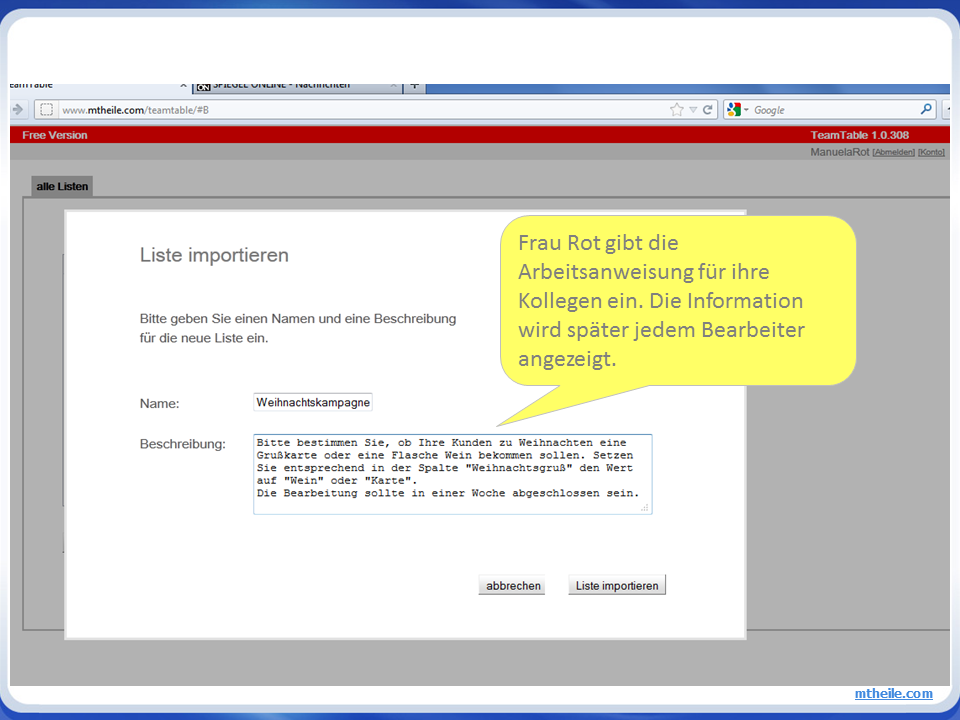 TeamTable
SPIEGEL ONLINE - Nachrichten
www.mtheile.com/teamtable/#B
Google
Free Version
TeamTable 1.0.308
ManuelaRot [Abmelden] [Konto]
alle Listen
Liste importieren
Bitte geben Sie einen Namen und eine Beschreibung
für die neue Liste ein.
Frau Rot gibt die
Arbeitsanweisung für ihre
Kollegen ein. Die Information
wird später jedem Bearbeiter
angezeigt.
Name:
Weihnachtskampagne
Beschreibung:
Bitte bestimmen Sie, ob Ihre Kunden zu Weihnachten eine
Grußkarte oder eine Flasche Wein bekommen sollen. Setzen
Sie entsprechend in der Spalte "Weihnachtsgruß" den Wert
auf "Wein" oder "Karte".
Die Bearbeitung sollte in einer Woche abgeschlossen sein.
abbrechen
Liste importieren
mtheile.com